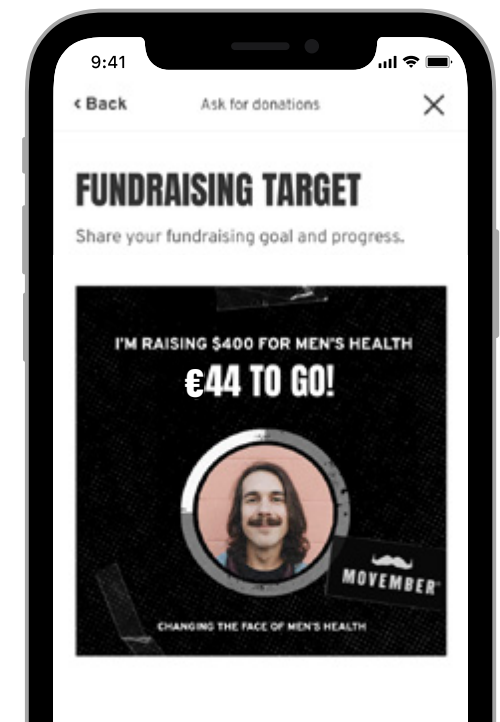 9:41
‹ Back
Ask for donations
FUNDRAISING TARGET
Share your fundraising goal and progress.
I'M RAISING $400 FOR MEN'S HEALTH
€44 TO GO!
MOVEMBER®
CHANGING THE FACE OF MEN'S HEALTH